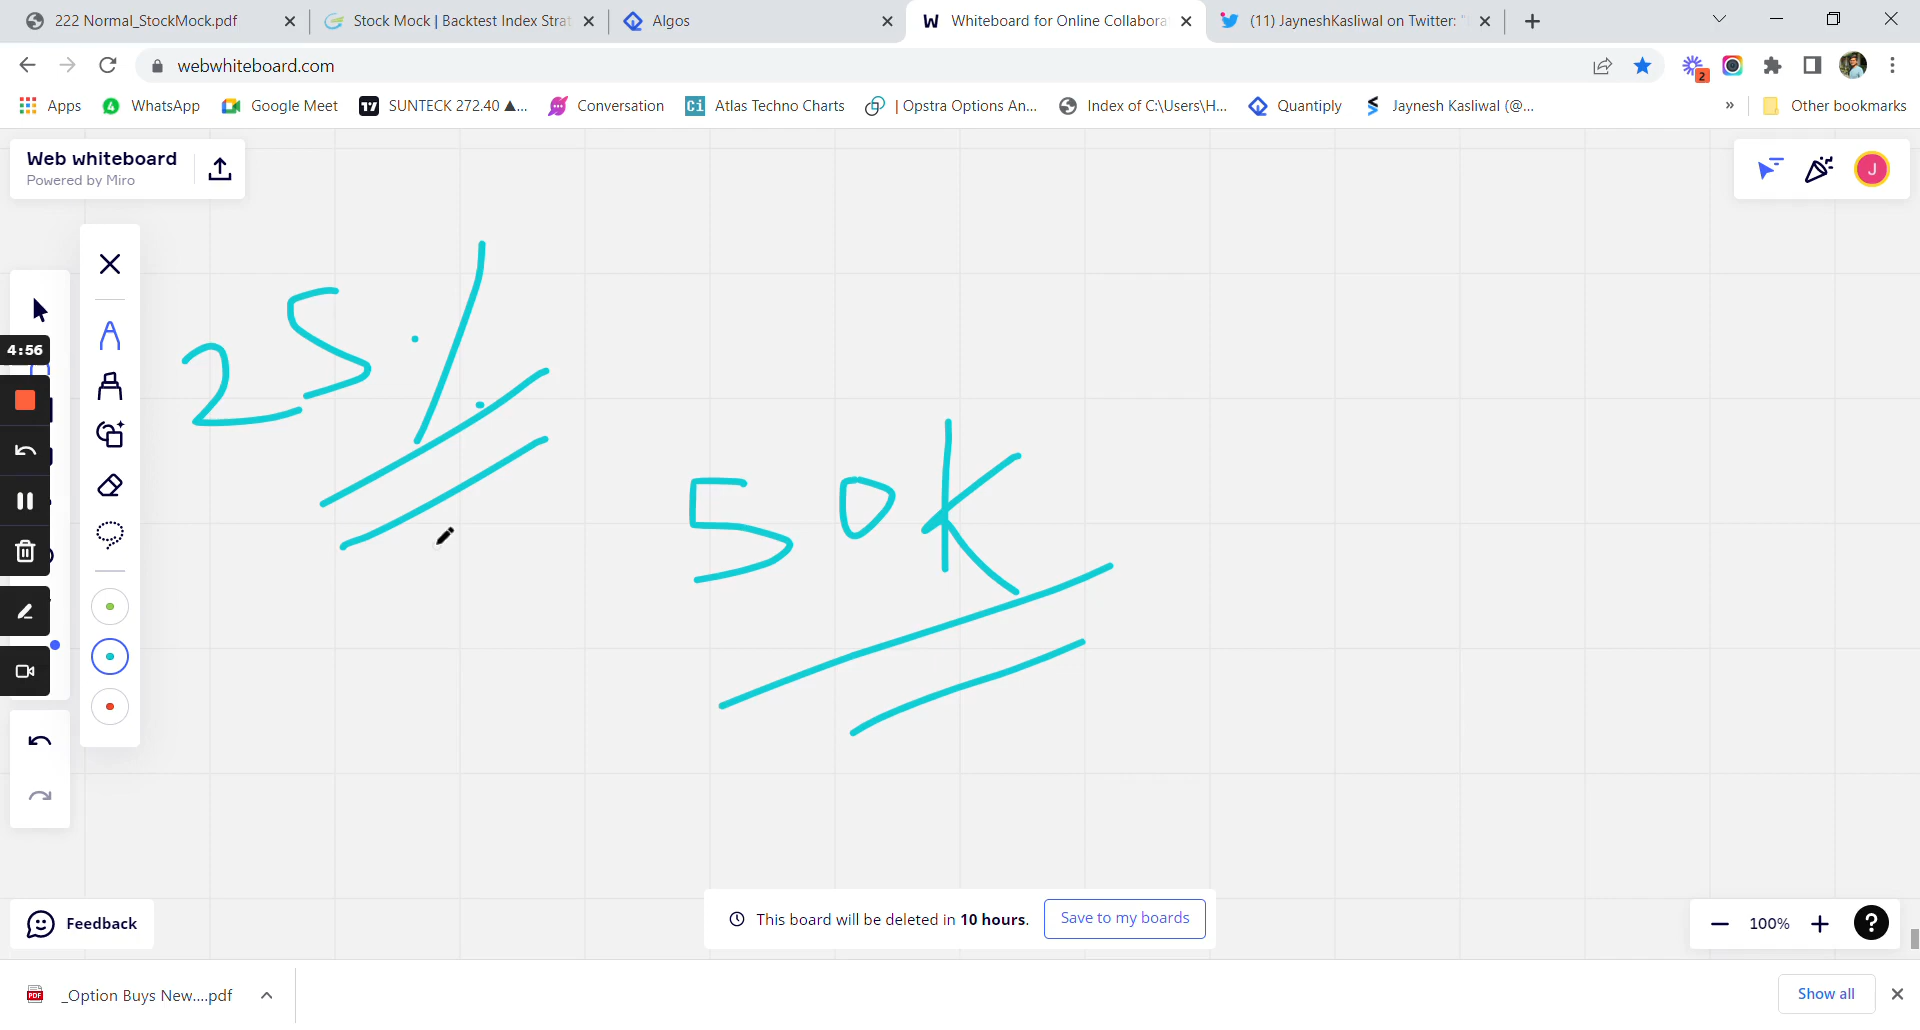 222 Normal_StockMock.pdf
Stock Mock | Backtest Index Strat
Algos
Whiteboard for Online Collabora
(11) JayneshKasliwal on Twitter: "
webwhiteboard.com
2
Apps
WhatsApp
Google Meet
SUNTECK 272.40 ▲...
Conversation
Atlas Techno Charts
| Opstra Options An...
Index of C:\Users\H...
Quantiply
Jaynesh Kasliwal (@...
»
Other bookmarks
Web whiteboard
Powered by Miro
J
4:56
25%
50K
Feedback
This board will be deleted in 10 hours.
Save to my boards
100%
?
_Option Buys New....pdf
Show all